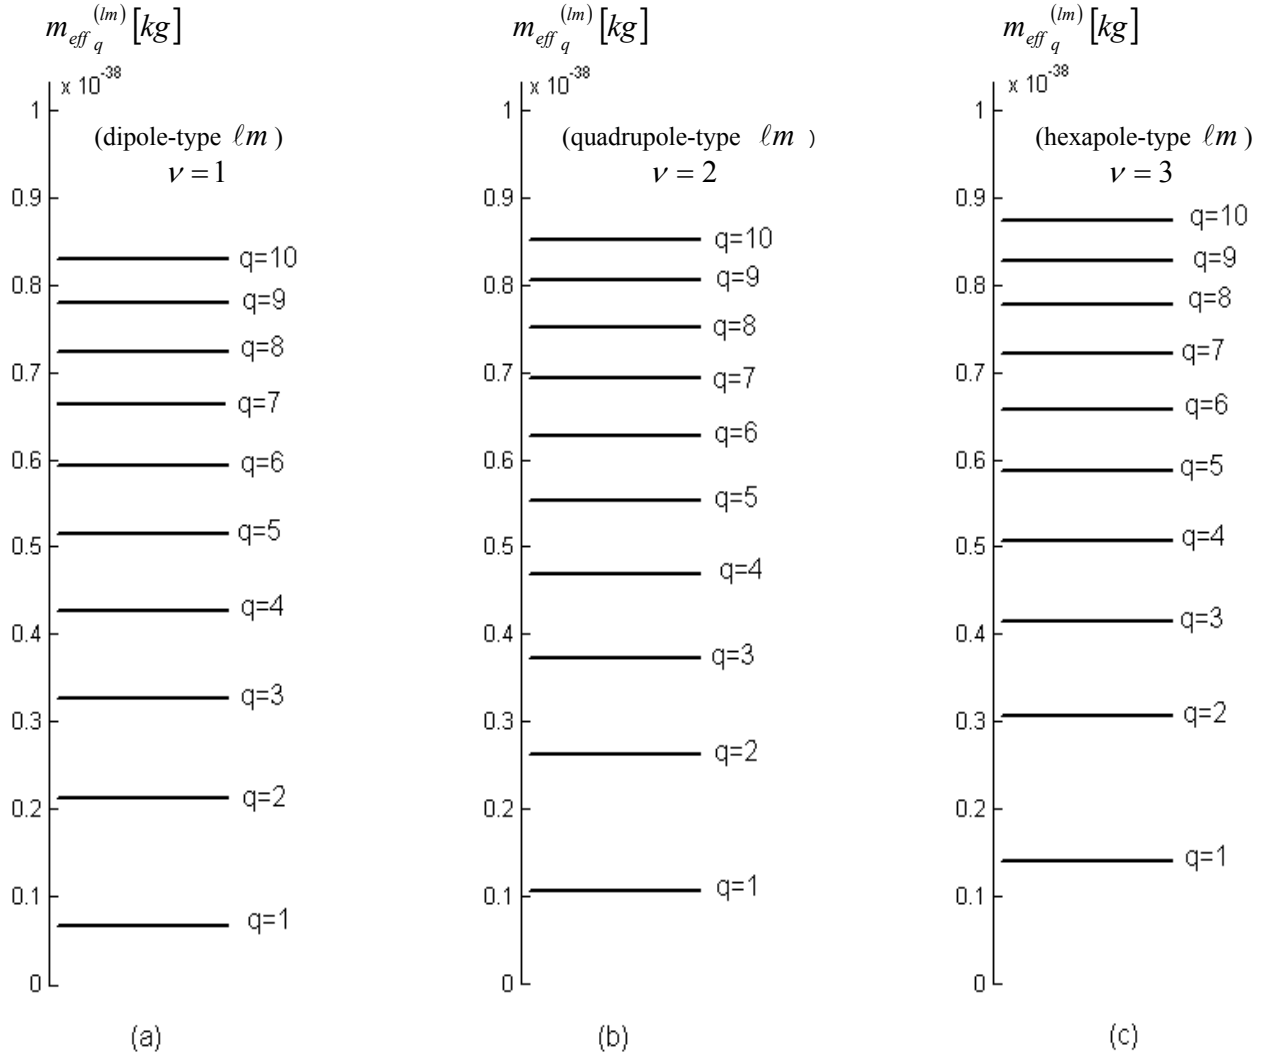 m_{eff q}^{(lm)} [kg]
x 10^{-38}
(dipole-type ℓm )
ν = 1
1
0.9
0.8
0.7
0.6
0.5
0.4
0.3
0.2
0.1
0
q=10
q=9
q=8
q=7
q=6
q=5
q=4
q=3
q=2
q=1
(a)
m_{eff q}^{(lm)} [kg]
x 10^{-38}
(quadrupole-type ℓm )
ν = 2
1
0.9
0.8
0.7
0.6
0.5
0.4
0.3
0.2
0.1
0
q=10
q=9
q=8
q=7
q=6
q=5
q=4
q=3
q=2
q=1
(b)
m_{eff q}^{(lm)} [kg]
x 10^{-38}
(hexapole-type ℓm )
ν = 3
1
0.9
0.8
0.7
0.6
0.5
0.4
0.3
0.2
0.1
0
q=10
q=9
q=8
q=7
q=6
q=5
q=4
q=3
q=2
q=1
(c)